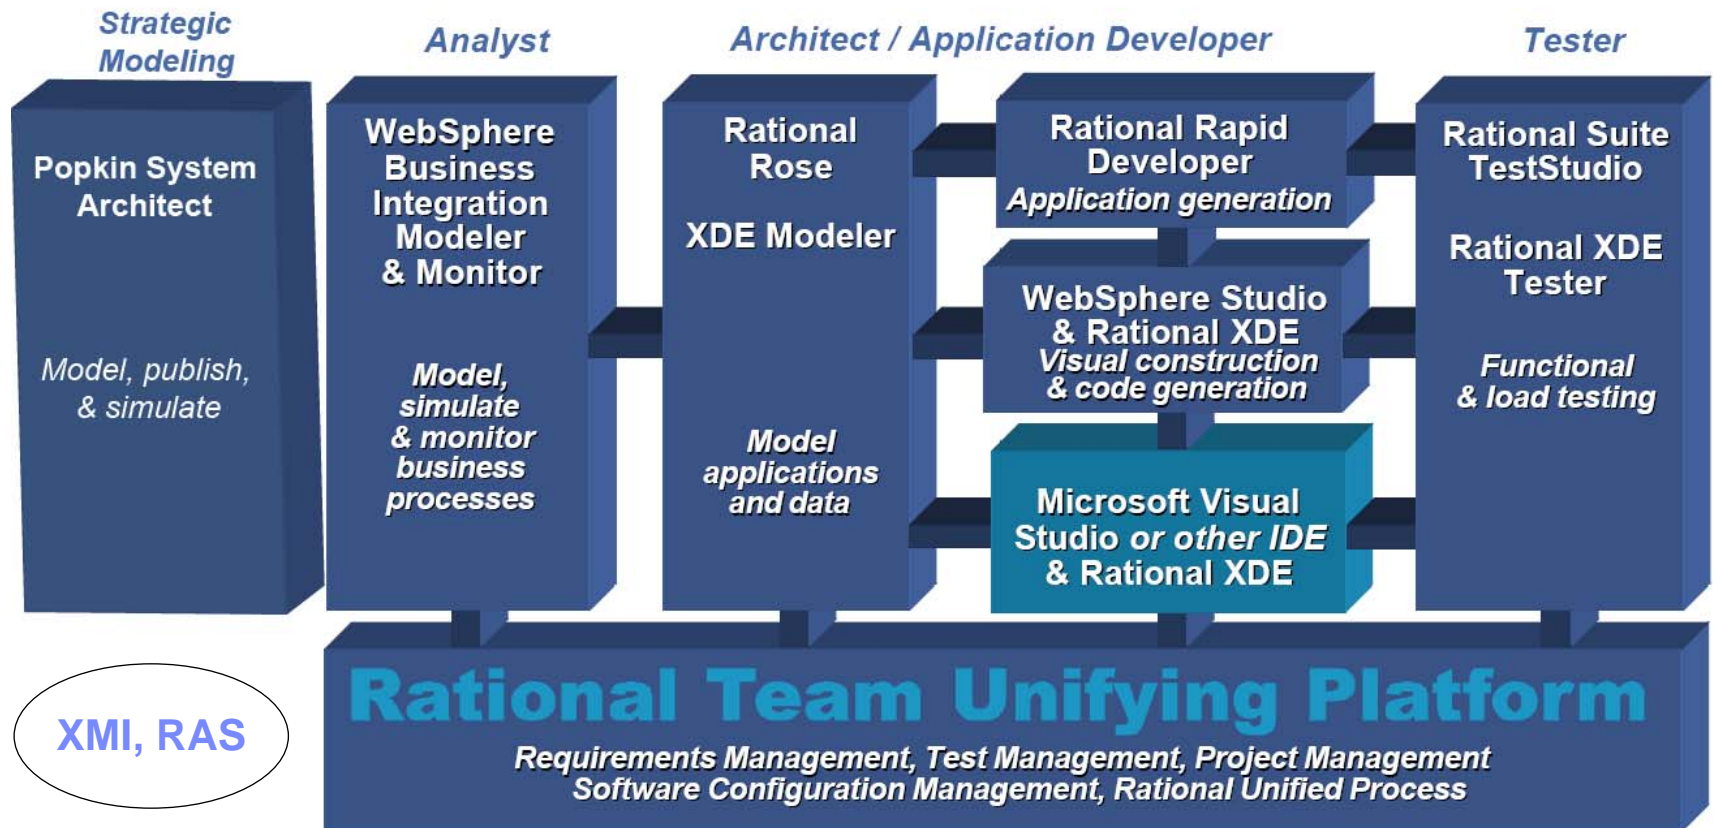 Strategic
Modeling
Analyst
Architect / Application Developer
Tester
Popkin System
Architect
Model, publish,
& simulate
WebSphere
Business
Integration
Modeler
& Monitor
Model,
simulate
& monitor
business
processes
Rational
Rose
XDE Modeler
Model
applications
and data
Rational Rapid
Developer
Application generation
WebSphere Studio
& Rational XDE
Visual construction
& code generation
Microsoft Visual
Studio or other IDE
& Rational XDE
Rational Suite
TestStudio
Rational XDE
Tester
Functional
& load testing
XMI, RAS
Rational Team Unifying Platform
Requirements Management, Test Management, Project Management
Software Configuration Management, Rational Unified Process